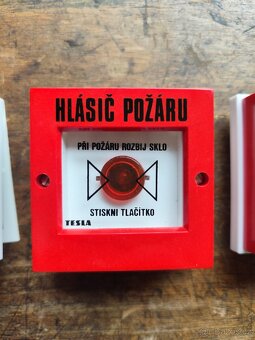 HLÁSIČ POŽÁRU
PŘI POŽÁRU ROZBIJ SKLO
STISKNI TLAČÍTKO
TESLA